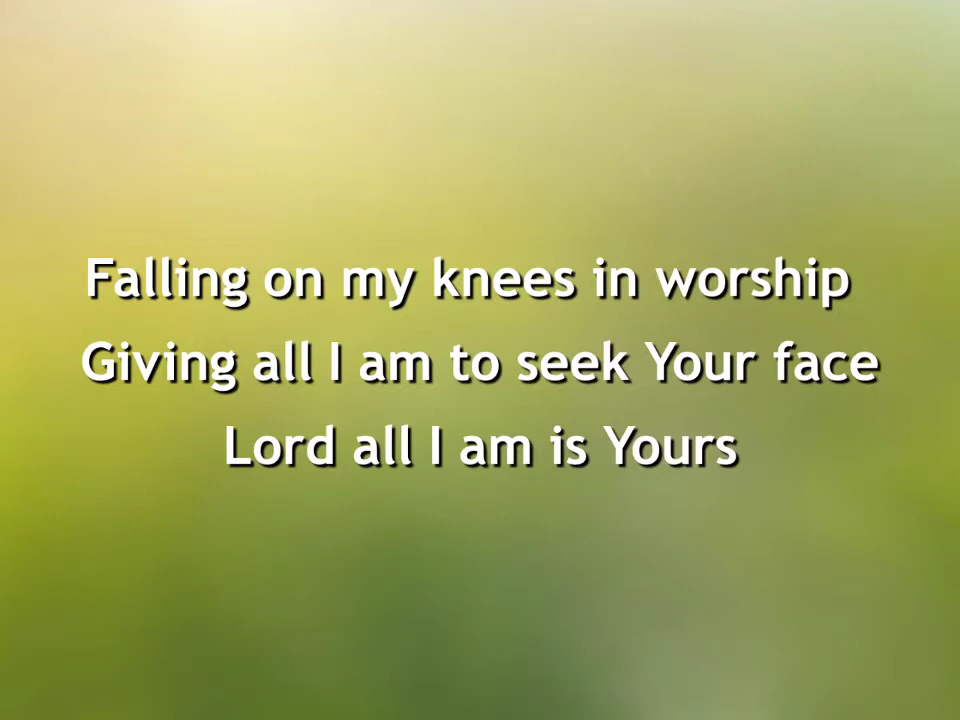 Falling on my knees in worship
Giving all I am to seek Your face
Lord all I am is Yours